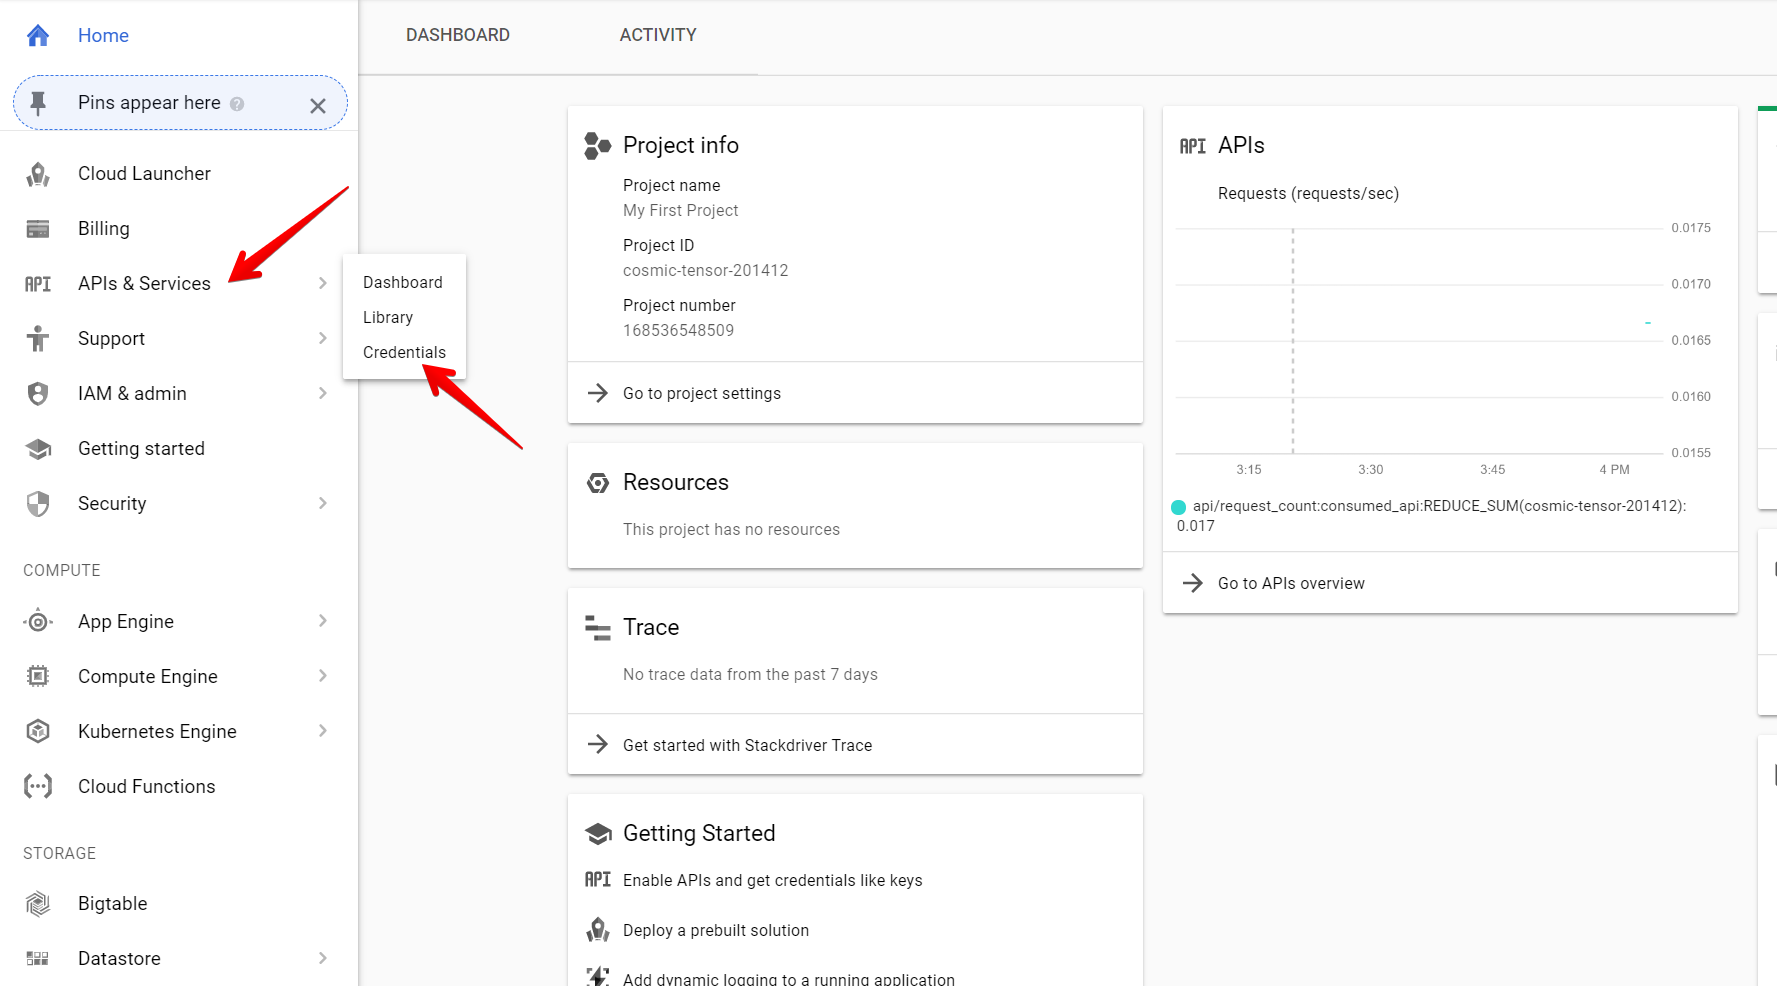 Home
Pins appear here
Cloud Launcher
Billing
API APIs & Services
Support
IAM & admin
Getting started
Security
COMPUTE
App Engine
Compute Engine
Kubernetes Engine
Cloud Functions
STORAGE
Bigtable
Datastore
Dashboard
Library
Credentials
DASHBOARD ACTIVITY
Project info
Project name
My First Project
Project ID
cosmic-tensor-201412
Project number
168536548509
Go to project settings
Resources
This project has no resources
Trace
No trace data from the past 7 days
Get started with Stackdriver Trace
Getting Started
API Enable APIs and get credentials like keys
Deploy a prebuilt solution
Add dynamic logging to a running application
API APIs
Requests (requests/sec)
0.0175
0.0170
0.0165
0.0160
0.0155
3:15 3:30 3:45 4 PM
api/request_count:consumed_api:REDUCE_SUM(cosmic-tensor-201412):
0.017
Go to APIs overview